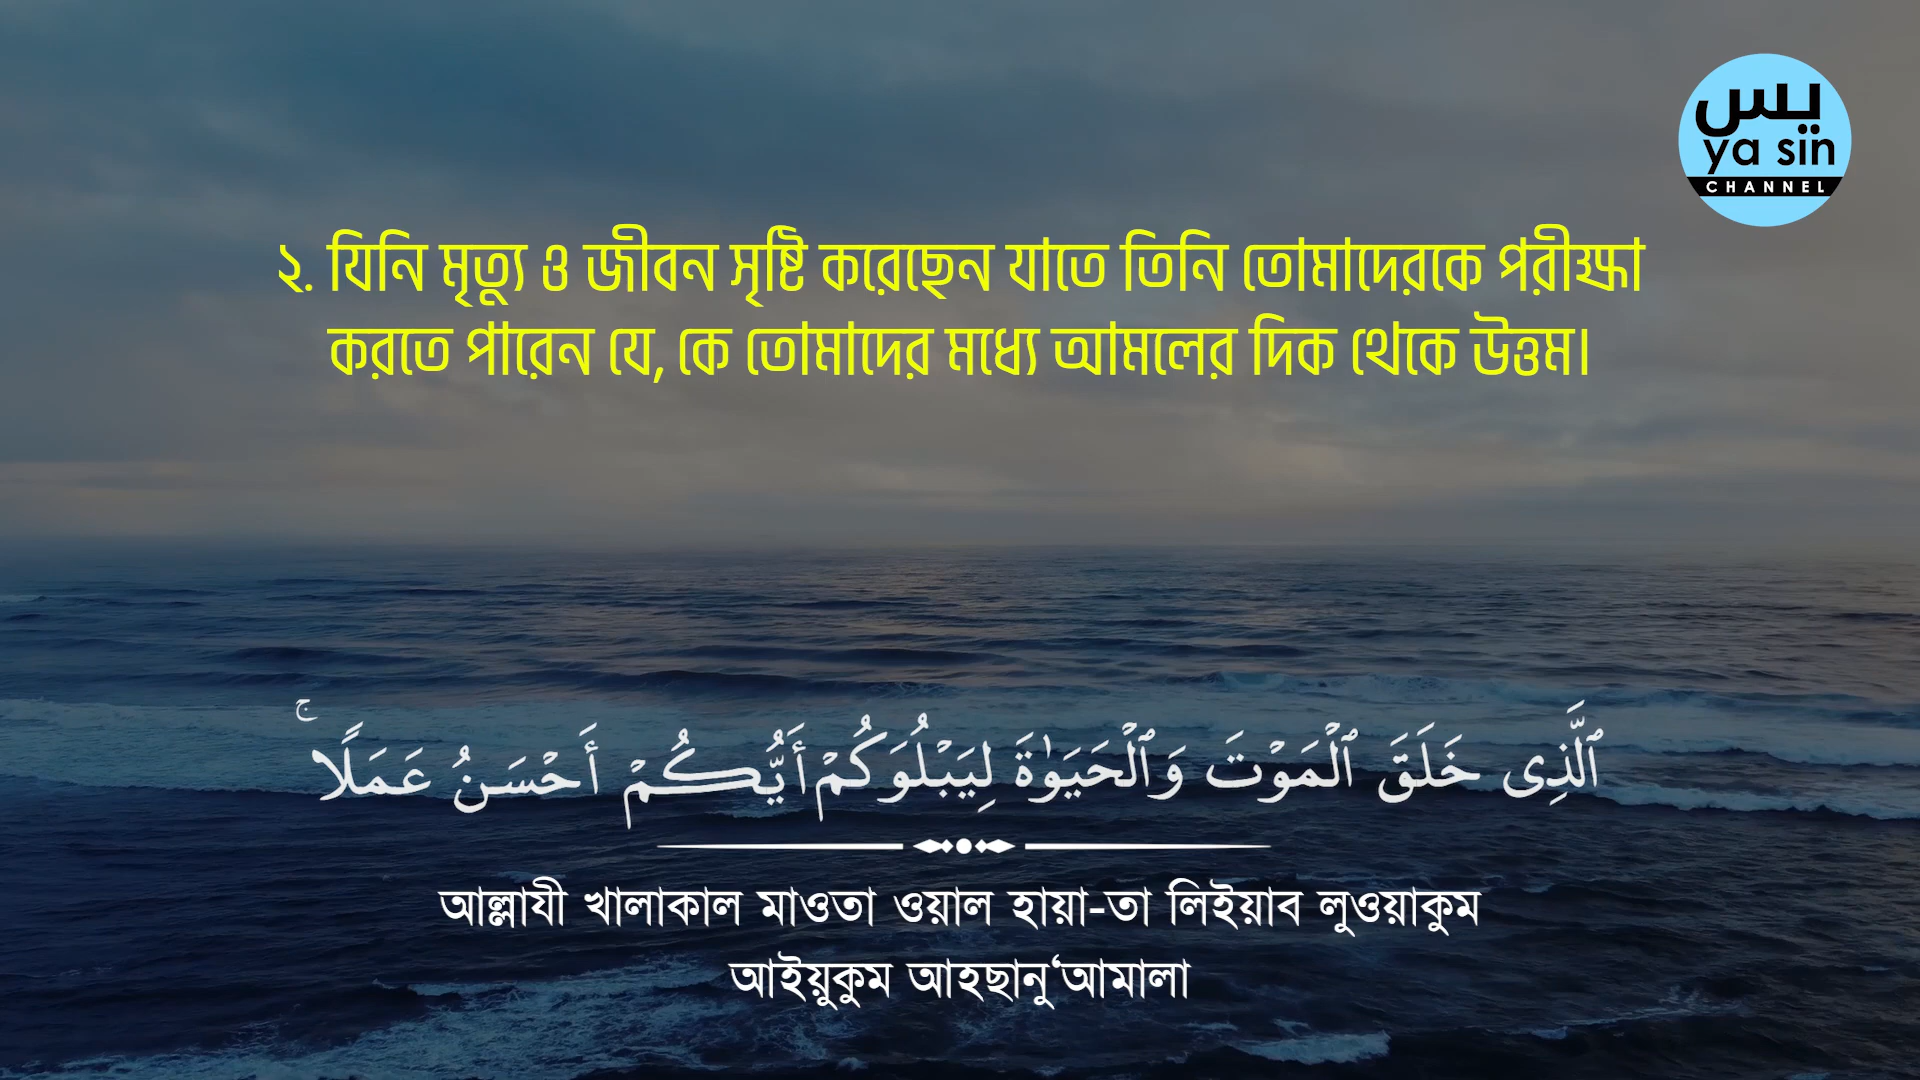 يس
ya sin
CHANNEL
২. যিনি মৃত্যু ও জীবন সৃষ্টি করেছেন যাতে তিনি তোমাদেরকে পরীক্ষা
করতে পারেন যে, কে তোমাদের মধ্যে আমলের দিক থেকে উত্তম।
ٱلَّذِى خَلَقَ ٱلْمَوْتَ وَٱلْحَيَوٰةَ لِيَبْلُوَكُمْ أَيُّكُمْ أَحْسَنُ عَمَلًا ۚ
আল্লাযী খালাকাল মাওতা ওয়াল হায়া-তা লিইয়াব লুওয়াকুম
আইয়ুকুম আহছানু‘আমালা